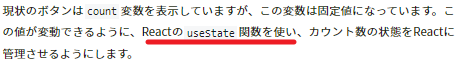 現状のボタンは count 変数を表示していますが、この変数は固定値になっています。こ
の値が変動できるように、Reactの useState 関数を使い、カウント数の状態をReactに
管理させるようにします。